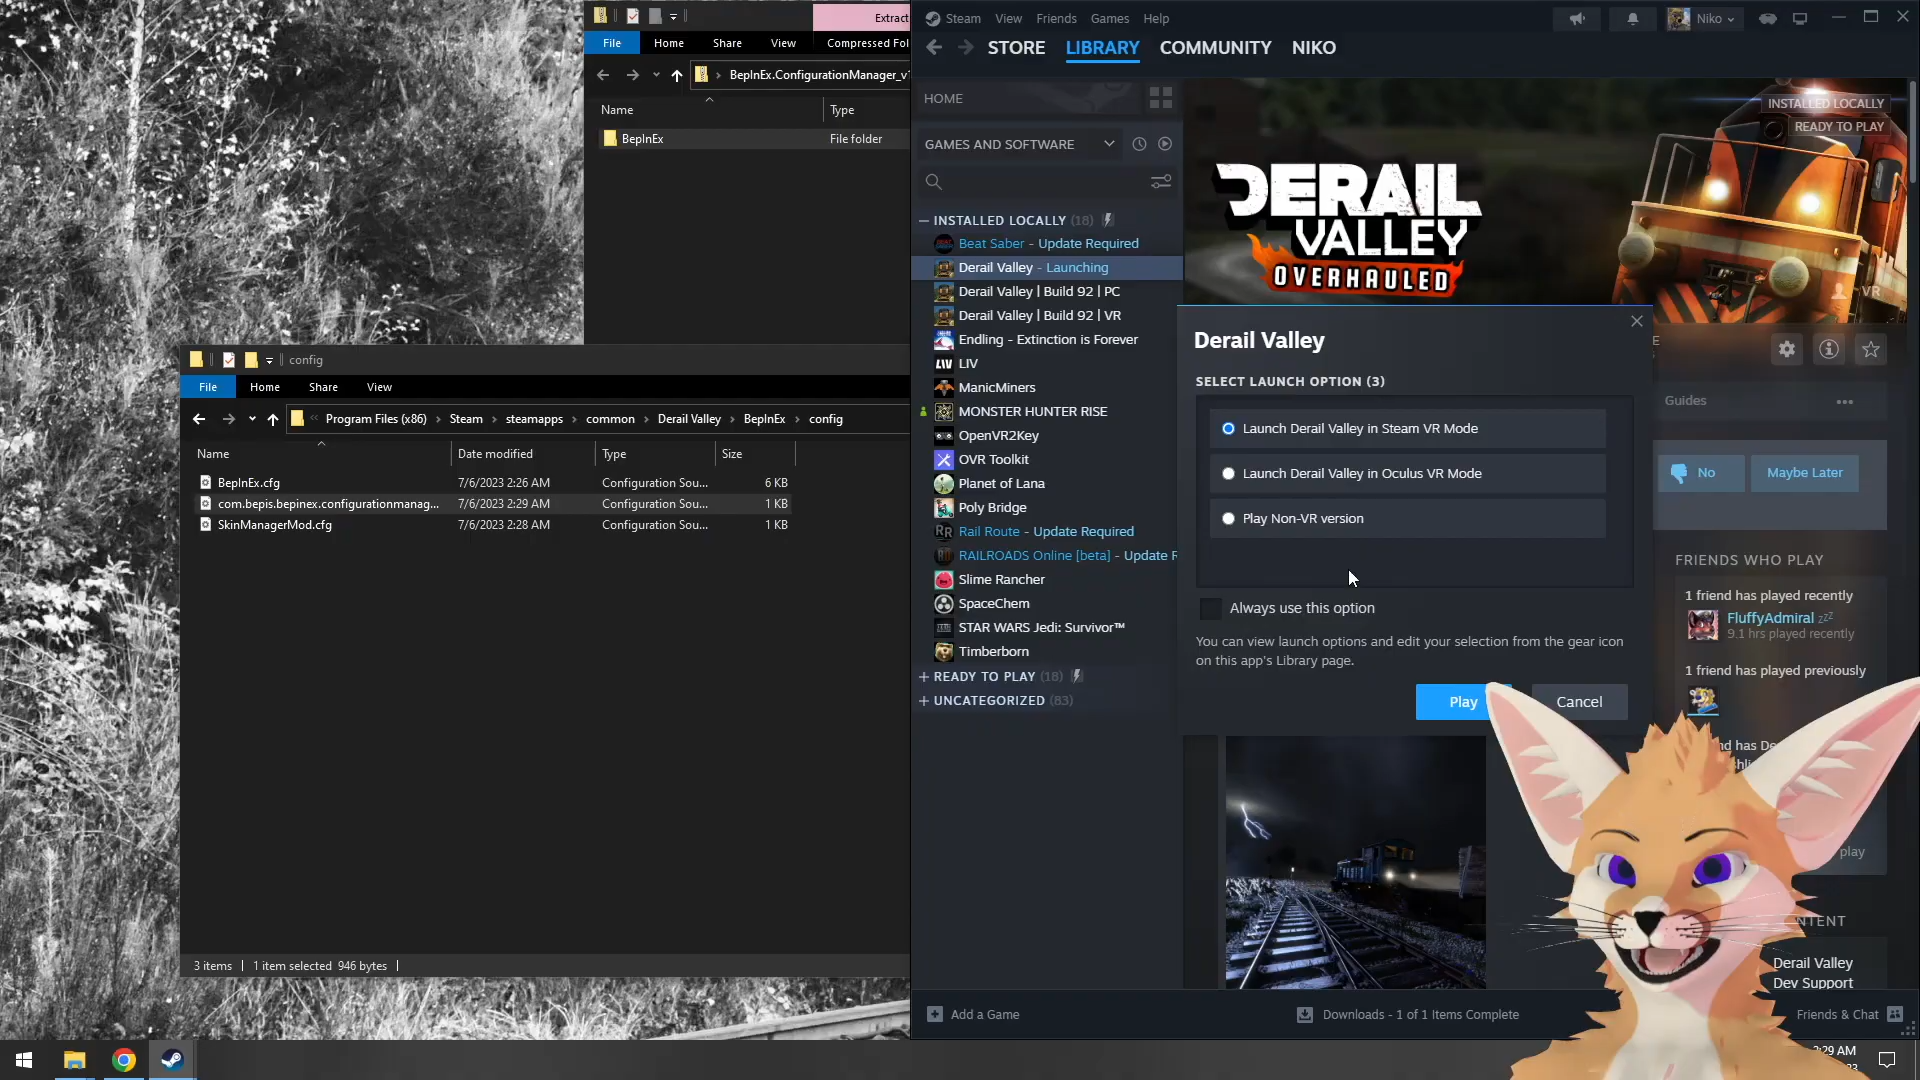 Extract
File Home Share View Compressed Fol
BepInEx.ConfigurationManager_v
Name Type
BepInEx File folder
config
File Home Share View
Program Files (x86) Steam steamapps common Derail Valley BepInEx config
Name Date modified Type Size
BepInEx.cfg 7/6/2023 2:26 AM Configuration Sou... 6 KB
com.bepis.bepinex.configurationmanag... 7/6/2023 2:29 AM Configuration Sou... 1 KB
SkinManagerMod.cfg 7/6/2023 2:28 AM Configuration Sou... 1 KB
3 items 1 item selected 946 bytes
Steam View Friends Games Help Niko
STORE LIBRARY COMMUNITY NIKO
HOME
GAMES AND SOFTWARE
INSTALLED LOCALLY (18)
Beat Saber - Update Required
Derail Valley - Launching
Derail Valley | Build 92 | PC
Derail Valley | Build 92 | VR
Endling - Extinction is Forever
LIV
ManicMiners
MONSTER HUNTER RISE
OpenVR2Key
OVR Toolkit
Planet of Lana
Poly Bridge
Rail Route - Update Required
RAILROADS Online [beta] - Update R
Slime Rancher
SpaceChem
STAR WARS Jedi: Survivor™
Timberborn
READY TO PLAY (18)
UNCATEGORIZED (83)
INSTALLED LOCALLY
READY TO PLAY
DERAIL
VALLEY
OVERHAULED
VR
Derail Valley
SELECT LAUNCH OPTION (3)
Launch Derail Valley in Steam VR Mode
Launch Derail Valley in Oculus VR Mode
Play Non-VR version
Always use this option
You can view launch options and edit your selection from the gear icon
on this app's Library page.
Play Cancel
Guides
No Maybe Later
FRIENDS WHO PLAY
1 friend has played recently
FluffyAdmiral zzZ
9.1 hrs played recently
1 friend has played previously
play
Derail Valley
Dev Support
Add a Game Downloads - 1 of 1 Items Complete Friends & Chat